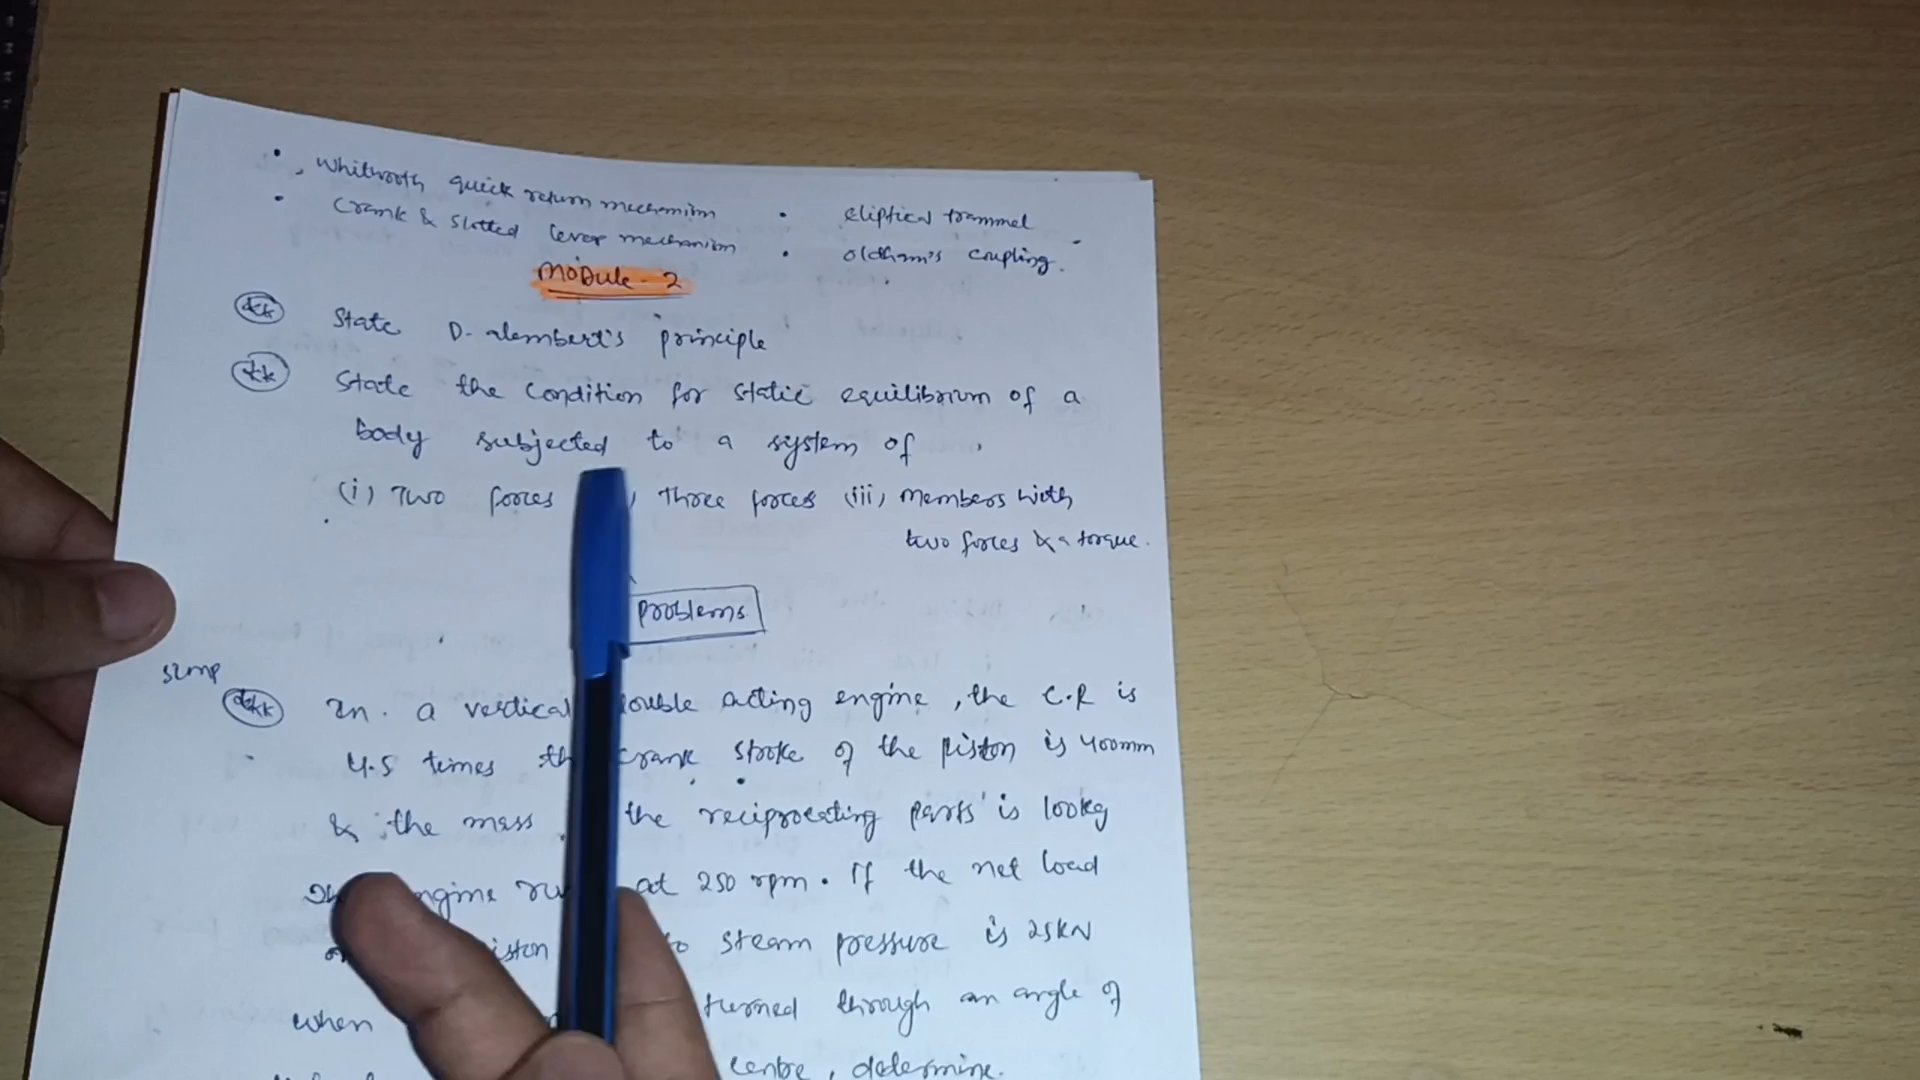 • Whitworth quick return mechanism • eliptical trammel
• Crank & slotted lever mechanism • oldham's coupling.
MODULE-2
State D-alembert's principle
State the Condition for static equilibrium of a
body subjected to a system of
(i) Two forces three forces (iii) members with
two forces & a torque.
problems
In a vertical acting engine, the C.R is
4.5 times crank stroke of the piston is 400mm
& the mass the reciprocating parts is 100kg
at 250 rpm. If the net load
steam pressure is 25kN
when turned through an angle of
centre, determine.